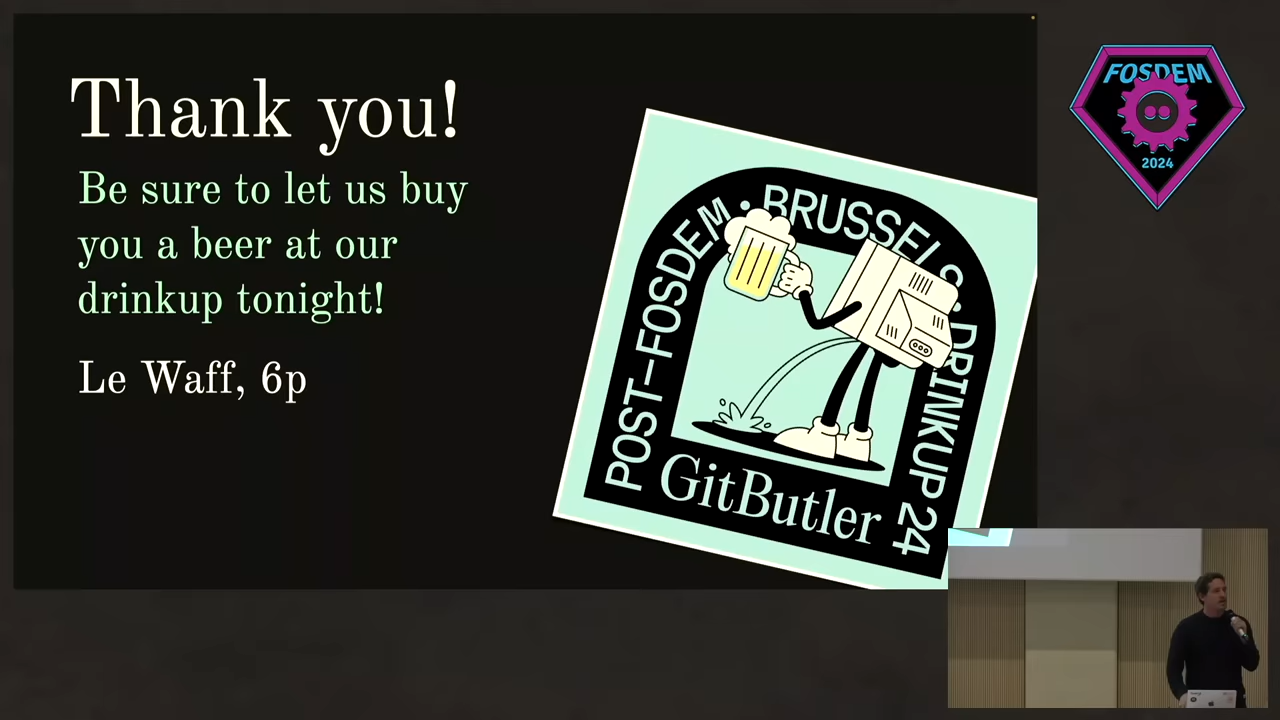 Thank you!
Be sure to let us buy
you a beer at our
drinkup tonight!
Le Waff, 6p
POST-FOSDEM • BRUSSELS • DRINKUP 24
GitButler
FOSDEM
2024